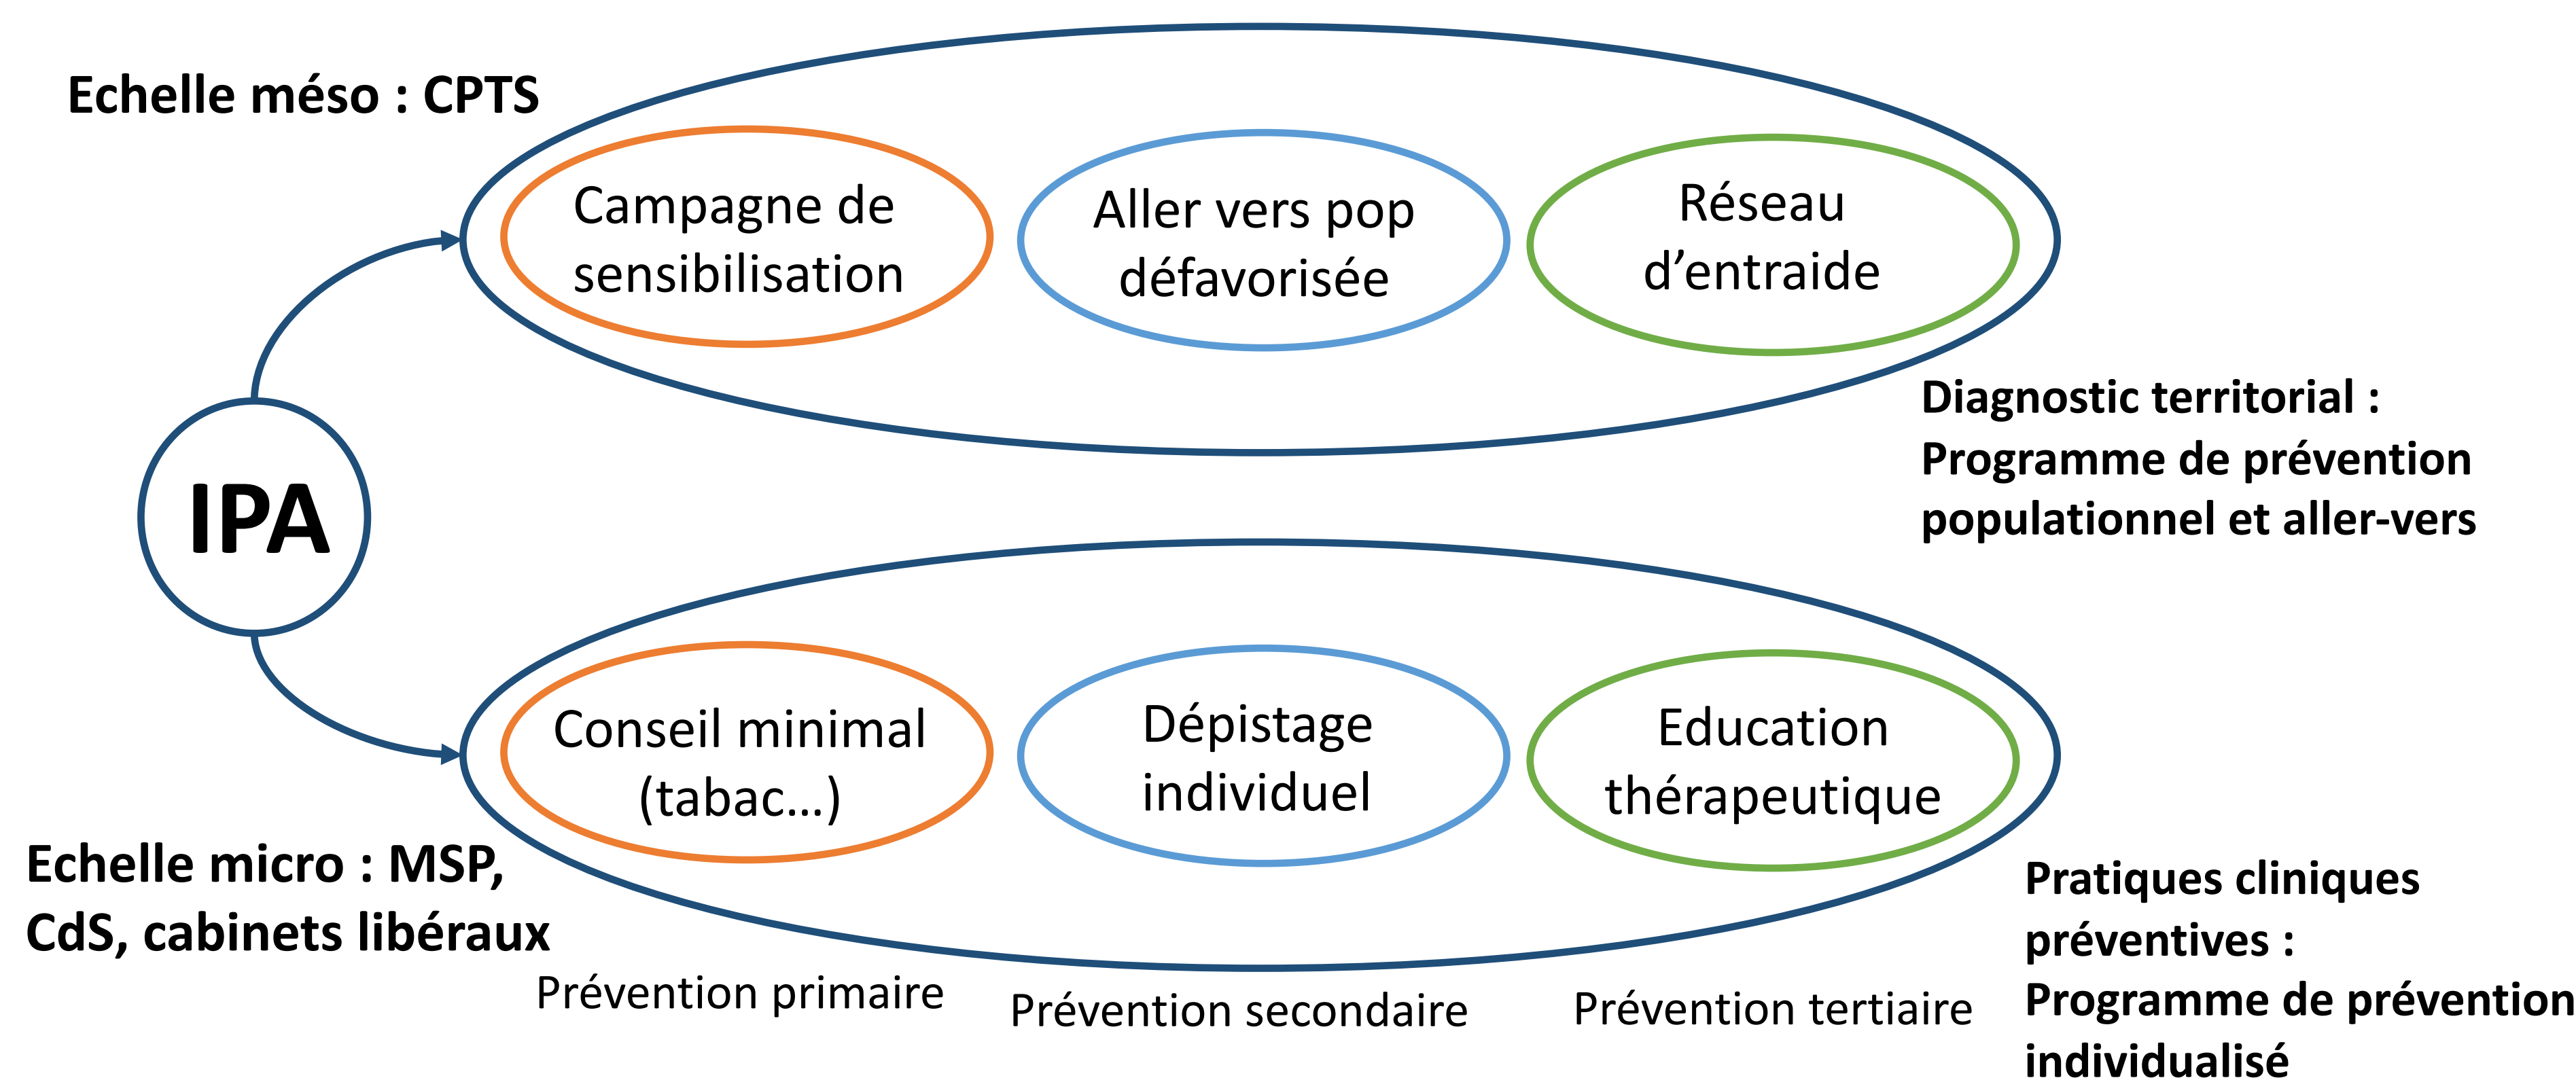 Echelle méso : CPTS
Campagne de
sensibilisation
Aller vers pop
défavorisée
Réseau
d’entraide
Diagnostic territorial :
Programme de prévention
populationnel et aller-vers
IPA
Conseil minimal
(tabac...)
Dépistage
individuel
Education
thérapeutique
Echelle micro : MSP,
CdS, cabinets libéraux
Pratiques cliniques
préventives :
Programme de prévention
individualisé
Prévention primaire
Prévention secondaire
Prévention tertiaire